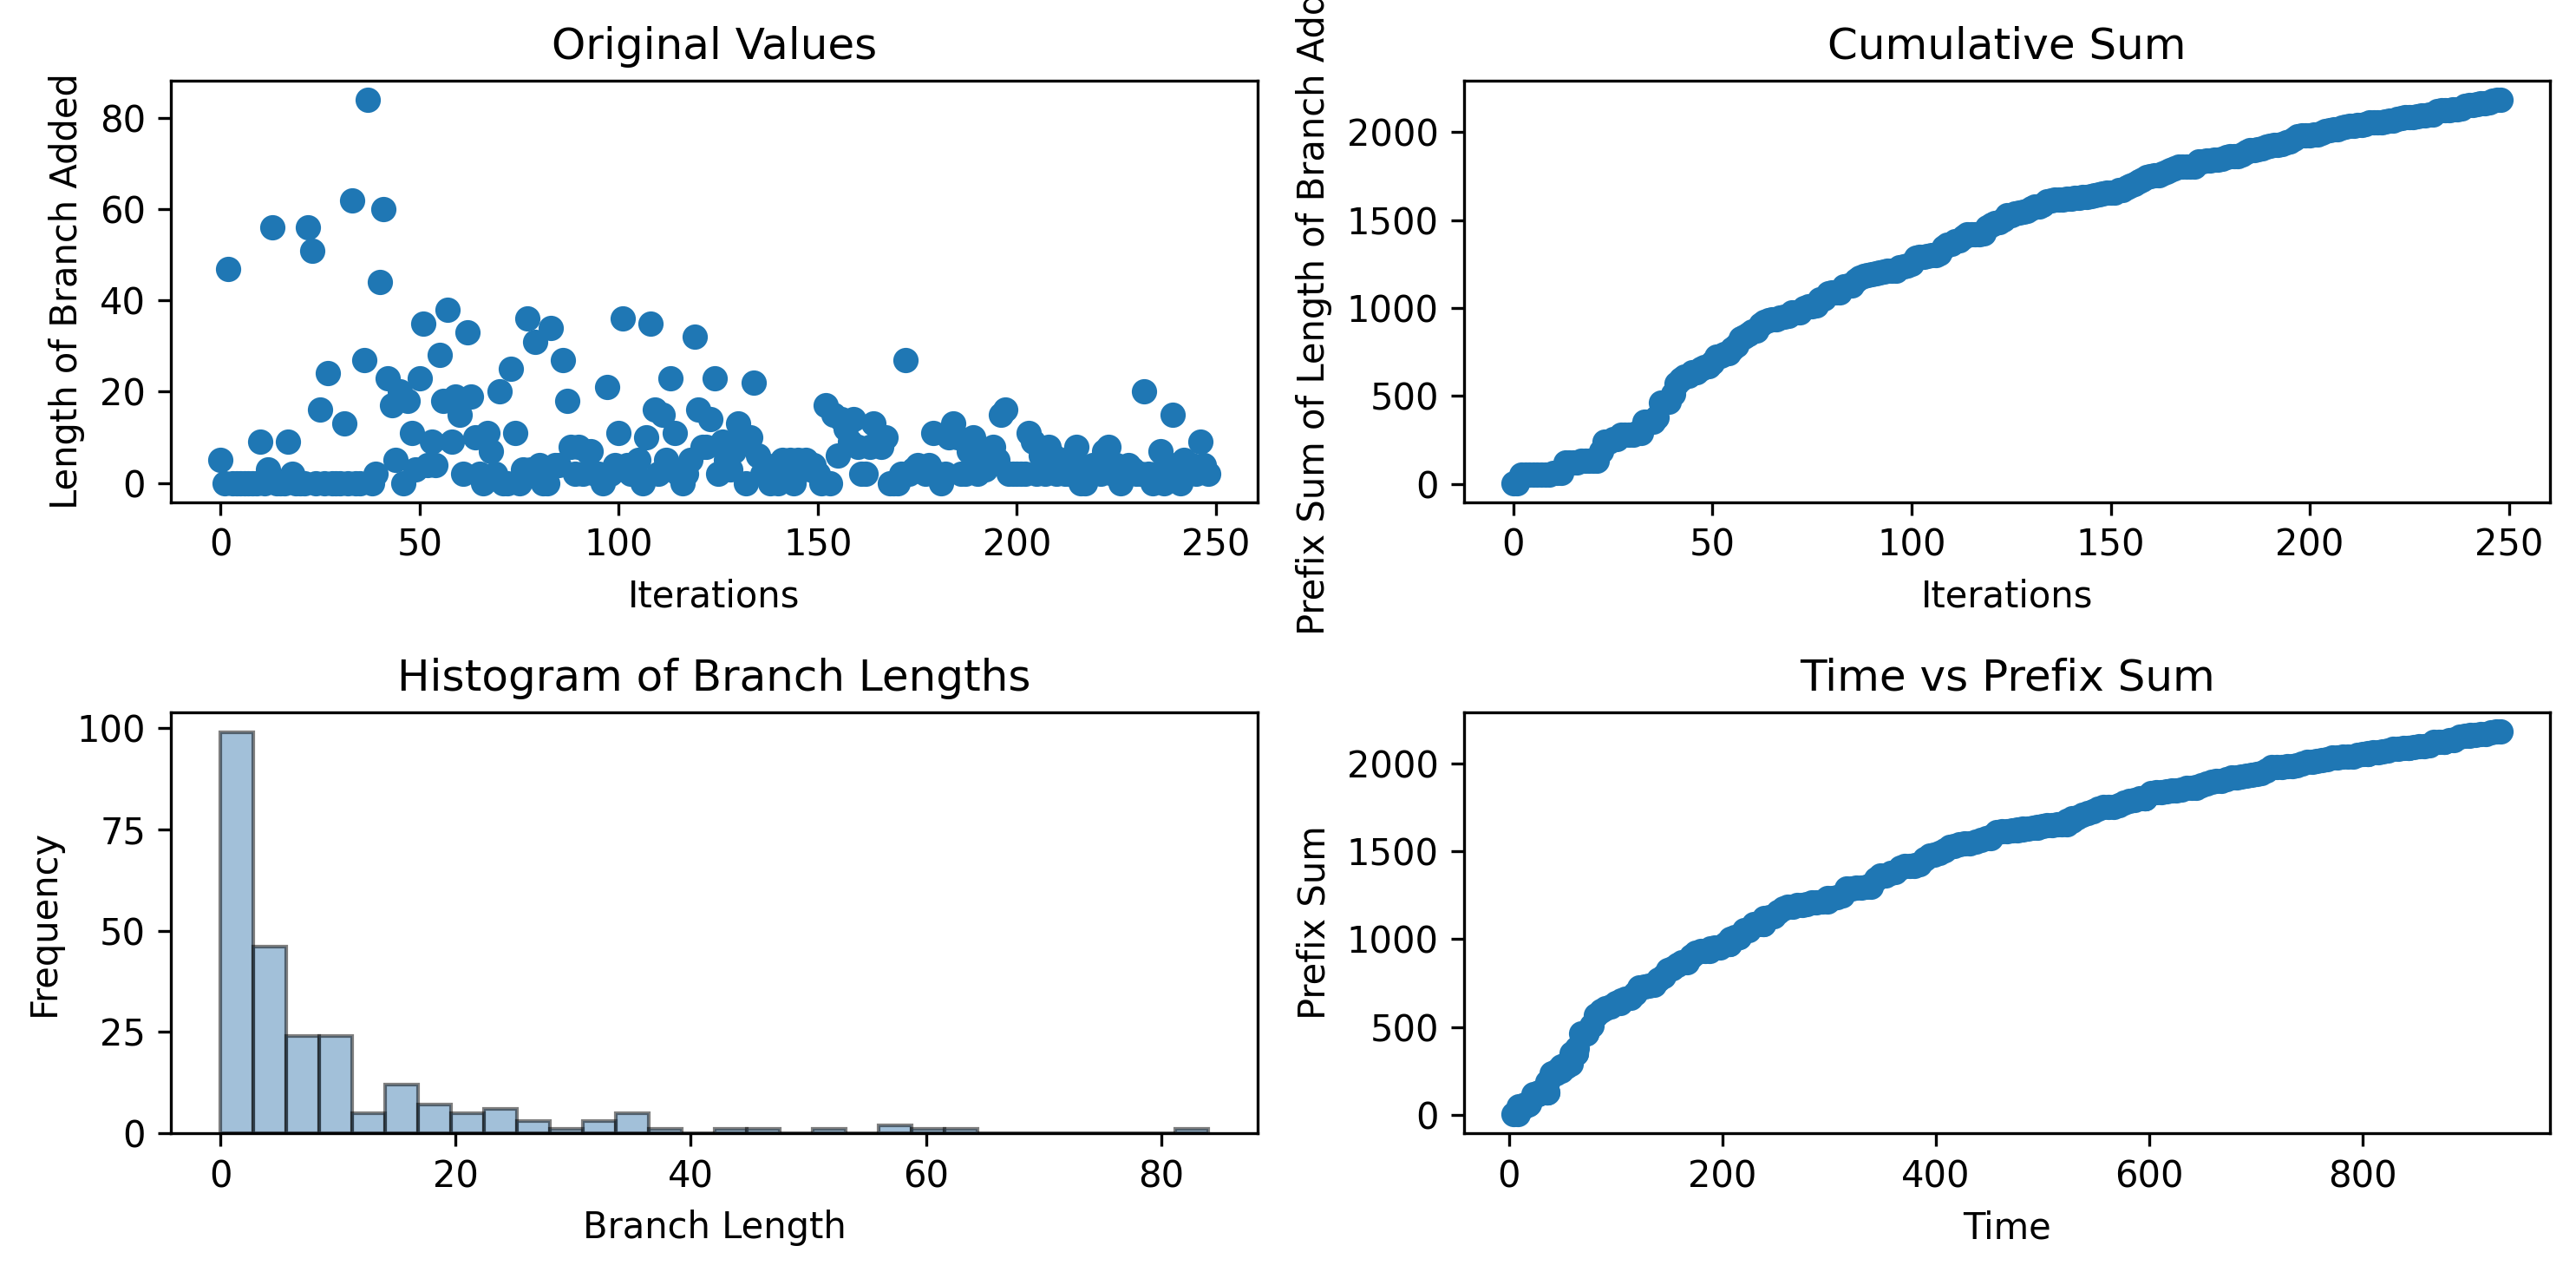 Original Values
Length of Branch Added
80
60
40
20
0
0 50 100 150 200 250
Iterations
Cumulative Sum
Prefix Sum of Length of Branch
2000
1500
1000
500
0
0 50 100 150 200 250
Iterations
Histogram of Branch Lengths
Frequency
100
75
50
25
0
0 20 40 60 80
Branch Length
Time vs Prefix Sum
Prefix Sum
2000
1500
1000
500
0
0 200 400 600 800
Time